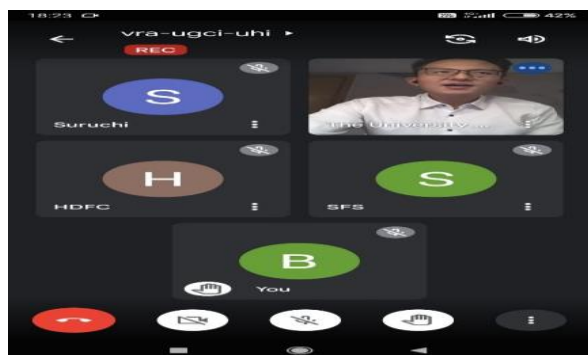 18:23 42%
vra-ugci-uhi
REC
S
Suruchi
The University ...
H
HDFC
S
SFS
B
You